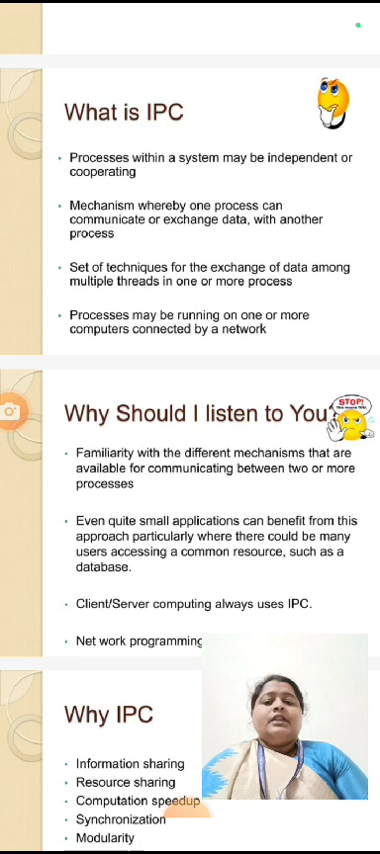 What is IPC
• Processes within a system may be independent or
cooperating
• Mechanism whereby one process can
communicate or exchange data, with another
process
• Set of techniques for the exchange of data among
multiple threads in one or more process
• Processes may be running on one or more
computers connected by a network
Why Should I listen to You?
STOP!
• Familiarity with the different mechanisms that are
available for communicating between two or more
processes
• Even quite small applications can benefit from this
approach particularly where there could be many
users accessing a common resource, such as a
database.
• Client/Server computing always uses IPC.
• Net work programming
Why IPC
• Information sharing
• Resource sharing
• Computation speedup
• Synchronization
• Modularity